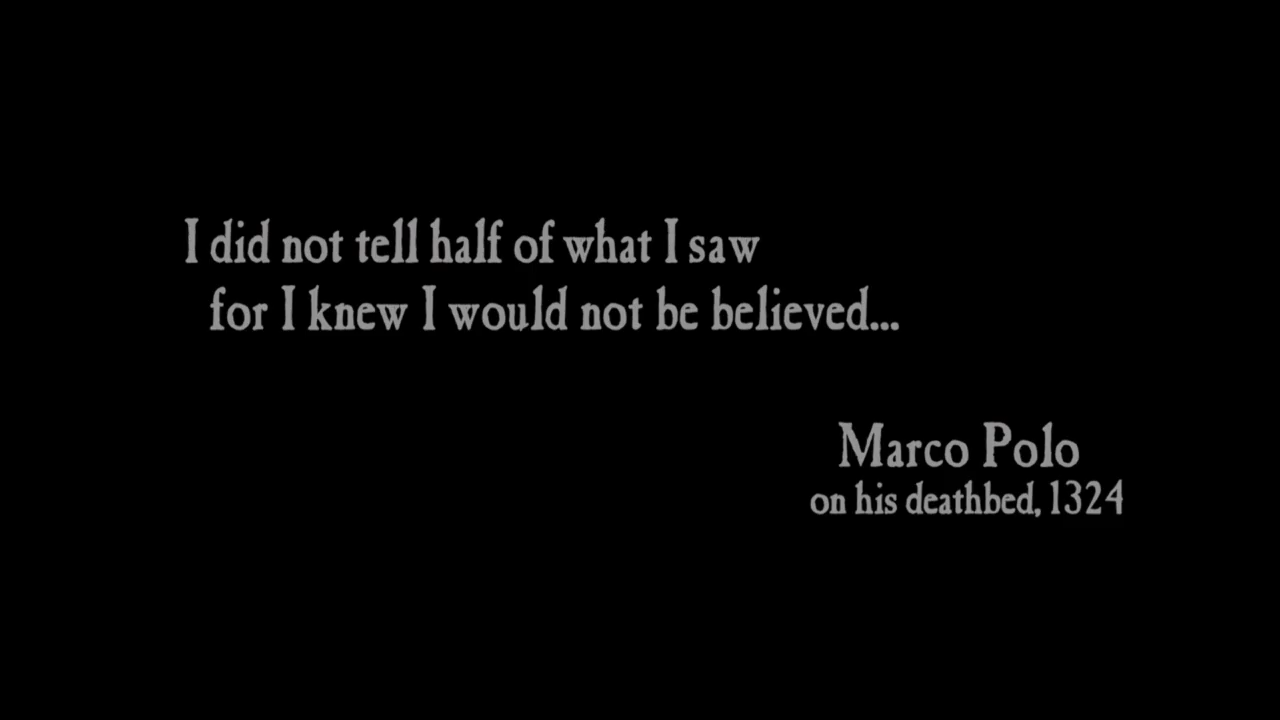 I did not tell half of what I saw
for I knew I would not be believed...
Marco Polo
on his deathbed, 1324